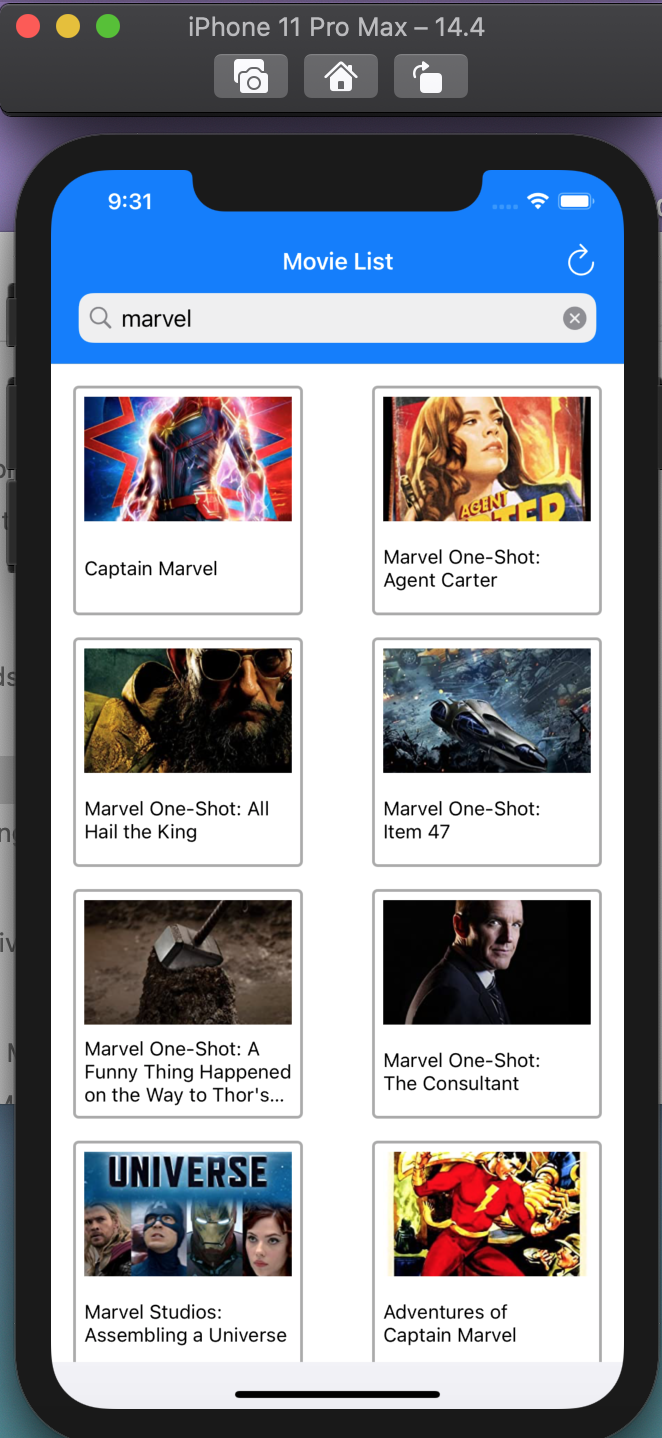 iPhone 11 Pro Max – 14.4
9:31
Movie List
marvel
AGENT
Captain Marvel
Marvel One-Shot:
Agent Carter
Marvel One-Shot: All
Hail the King
Marvel One-Shot:
Item 47
Marvel One-Shot: A
Funny Thing Happened
on the Way to Thor's...
Marvel One-Shot:
The Consultant
UNIVERSE
Marvel Studios:
Assembling a Universe
Adventures of
Captain Marvel